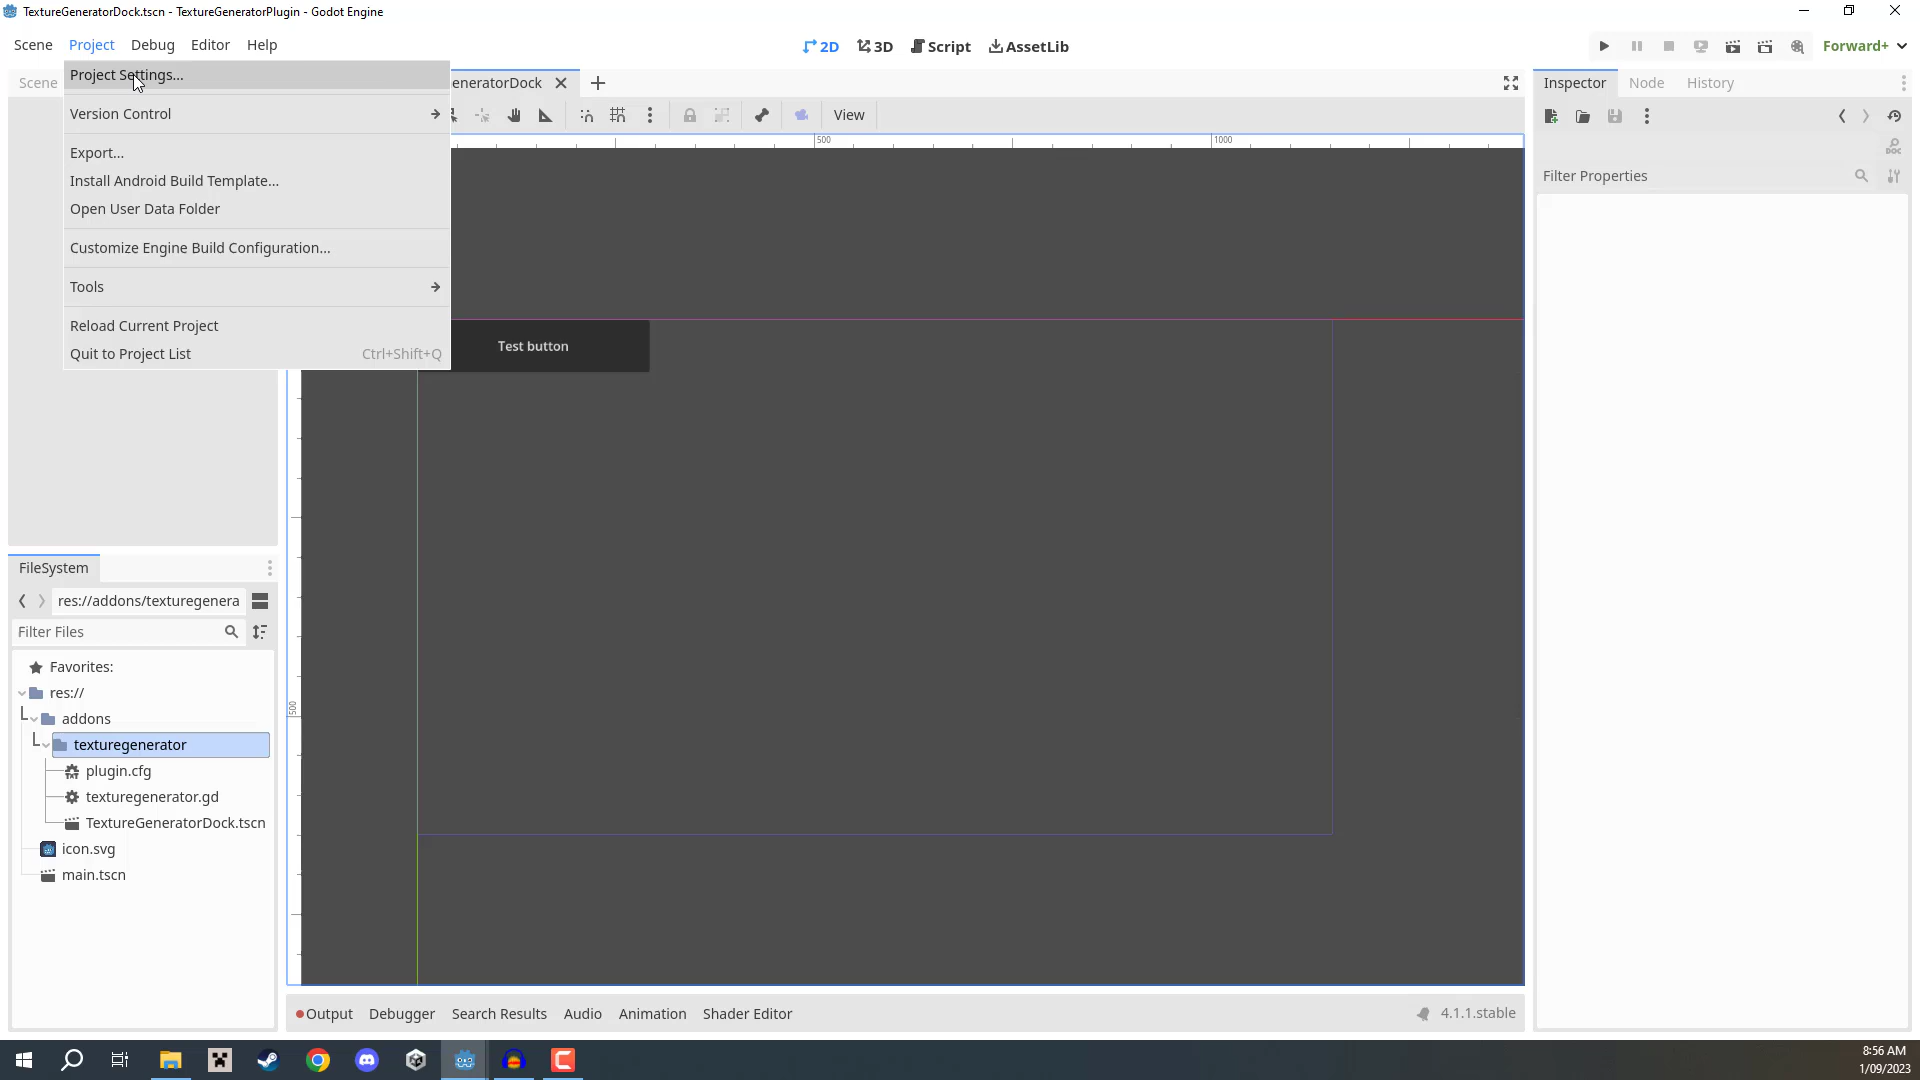 TextureGeneratorDock.tscn - TextureGeneratorPlugin - Godot Engine
Scene Project Debug Editor Help
2D 3D Script AssetLib
Forward+
Scene
eneratorDock
Inspector Node History
Project Settings...
Version Control
Export...
Install Android Build Template...
Open User Data Folder
Customize Engine Build Configuration...
Tools
Reload Current Project
Quit to Project List Ctrl+Shift+Q
View
500 1000
DOC
Filter Properties
Test button
500
FileSystem
res://addons/texturegenera
Filter Files
Favorites:
res://
addons
texturegenerator
plugin.cfg
texturegenerator.gd
TextureGeneratorDock.tscn
icon.svg
main.tscn
Output Debugger Search Results Audio Animation Shader Editor
4.1.1.stable
8:56 AM
1/09/2023